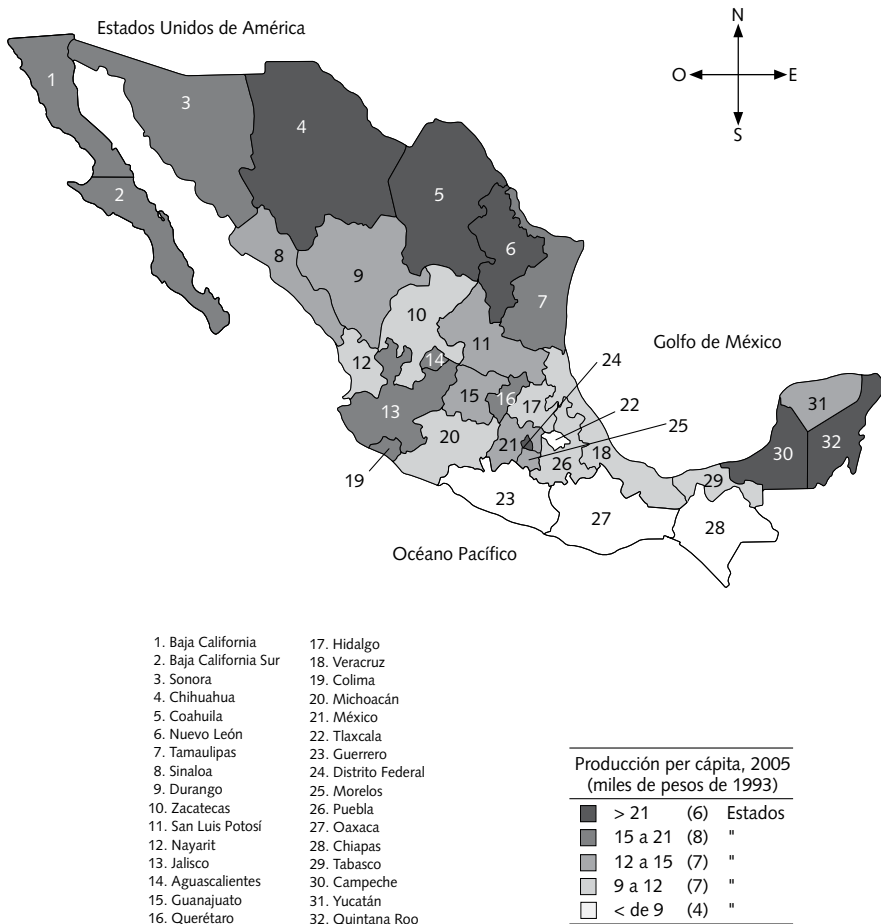 Estados Unidos de América
N
O
E
S
1
3
4
2
5
6
8
9
7
10
11
Golfo de México
24
12
14
22
31
15
16
17
13
25
20
21
18
30
32
26
29
19
23
27
28
Océano Pacífico
1. Baja California
2. Baja California Sur
3. Sonora
4. Chihuahua
5. Coahuila
6. Nuevo León
7. Tamaulipas
8. Sinaloa
9. Durango
10. Zacatecas
11. San Luis Potosí
12. Nayarit
13. Jalisco
14. Aguascalientes
15. Guanajuato
16. Querétaro
17. Hidalgo
18. Veracruz
19. Colima
20. Michoacán
21. México
22. Tlaxcala
23. Guerrero
24. Distrito Federal
25. Morelos
26. Puebla
27. Oaxaca
28. Chiapas
29. Tabasco
30. Campeche
31. Yucatán
32. Quintana Roo
Producción per cápita, 2005
(miles de pesos de 1993)
> 21 (6) Estados
15 a 21 (8) "
12 a 15 (7) "
9 a 12 (7) "
< de 9 (4) "